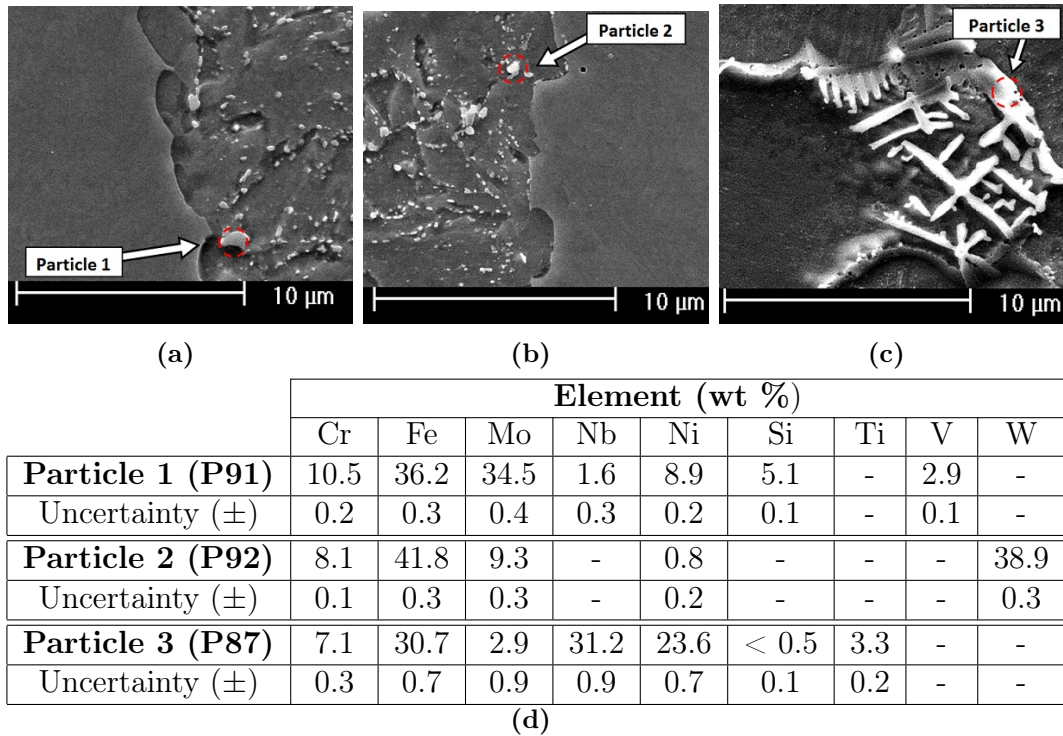 Particle 1
10 μm
Particle 2
10 μm
Particle 3
10 μm
(a)
(b)
(c)
Element (wt %)
Cr Fe Mo Nb Ni Si Ti V W
Particle 1 (P91) 10.5 36.2 34.5 1.6 8.9 5.1 - 2.9 -
Uncertainty (±) 0.2 0.3 0.4 0.3 0.2 0.1 - 0.1 -
Particle 2 (P92) 8.1 41.8 9.3 - 0.8 - - - 38.9
Uncertainty (±) 0.1 0.3 0.3 - 0.2 - - - 0.3
Particle 3 (P87) 7.1 30.7 2.9 31.2 23.6 < 0.5 3.3 - -
Uncertainty (±) 0.3 0.7 0.9 0.9 0.7 0.1 0.2 - -
(d)